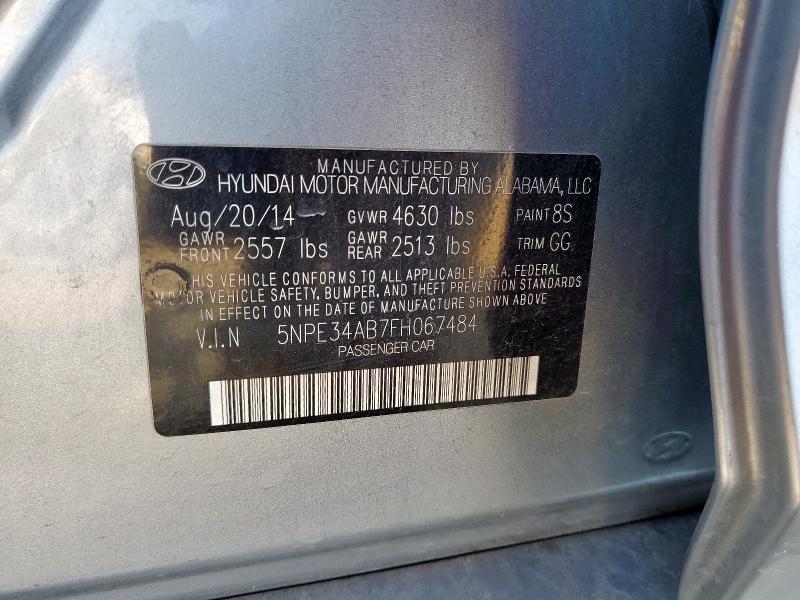 MANUFACTURED BY
HYUNDAI MOTOR MANUFACTURING ALABAMA, LLC
Aug/20/14 GVWR 4630 lbs PAINT 8S
GAWR FRONT 2557 lbs GAWR REAR 2513 lbs TRIM GG
THIS VEHICLE CONFORMS TO ALL APPLICABLE U.S.A. FEDERAL
MOTOR VEHICLE SAFETY, BUMPER, AND THEFT PREVENTION STANDARDS
IN EFFECT ON THE DATE OF MANUFACTURE SHOWN ABOVE
V.I.N 5NPE34AB7FH067484
PASSENGER CAR